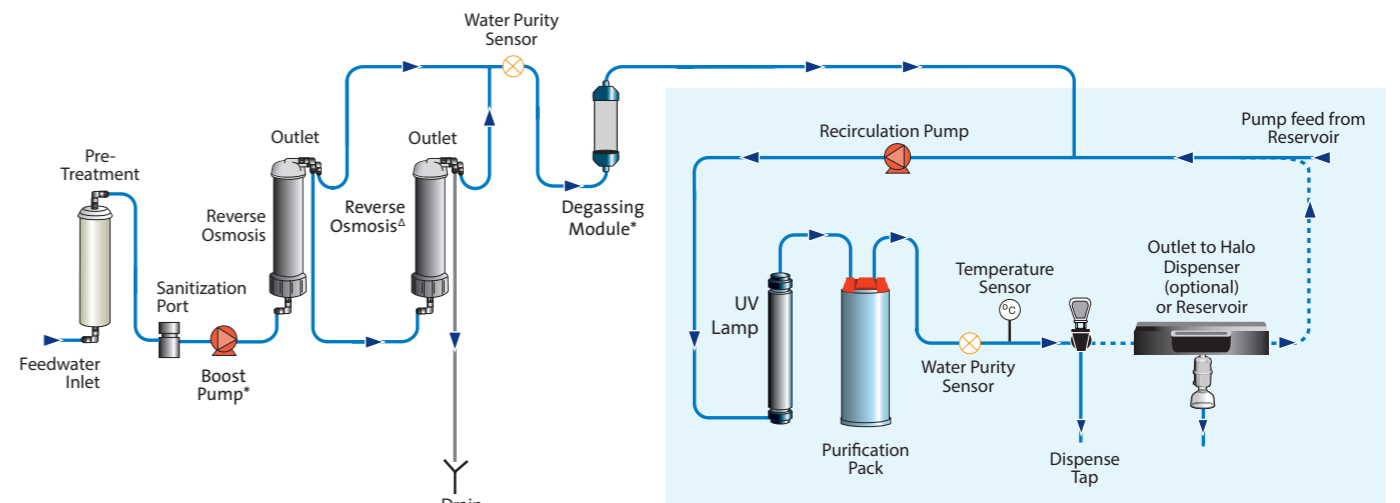 Water Purity
Sensor
Outlet
Outlet
Pre-
Treatment
Reverse
Osmosis
Reverse
OsmosisΔ
Degassing
Module*
Sanitization
Port
Feedwater
Inlet
Boost
Pump*
Drain
Recirculation Pump
Pump feed from
Reservoir
UV
Lamp
Purification
Pack
Temperature
Sensor
°C
Water Purity
Sensor
Outlet to Halo
Dispenser
(optional)
or Reservoir
Dispense
Tap